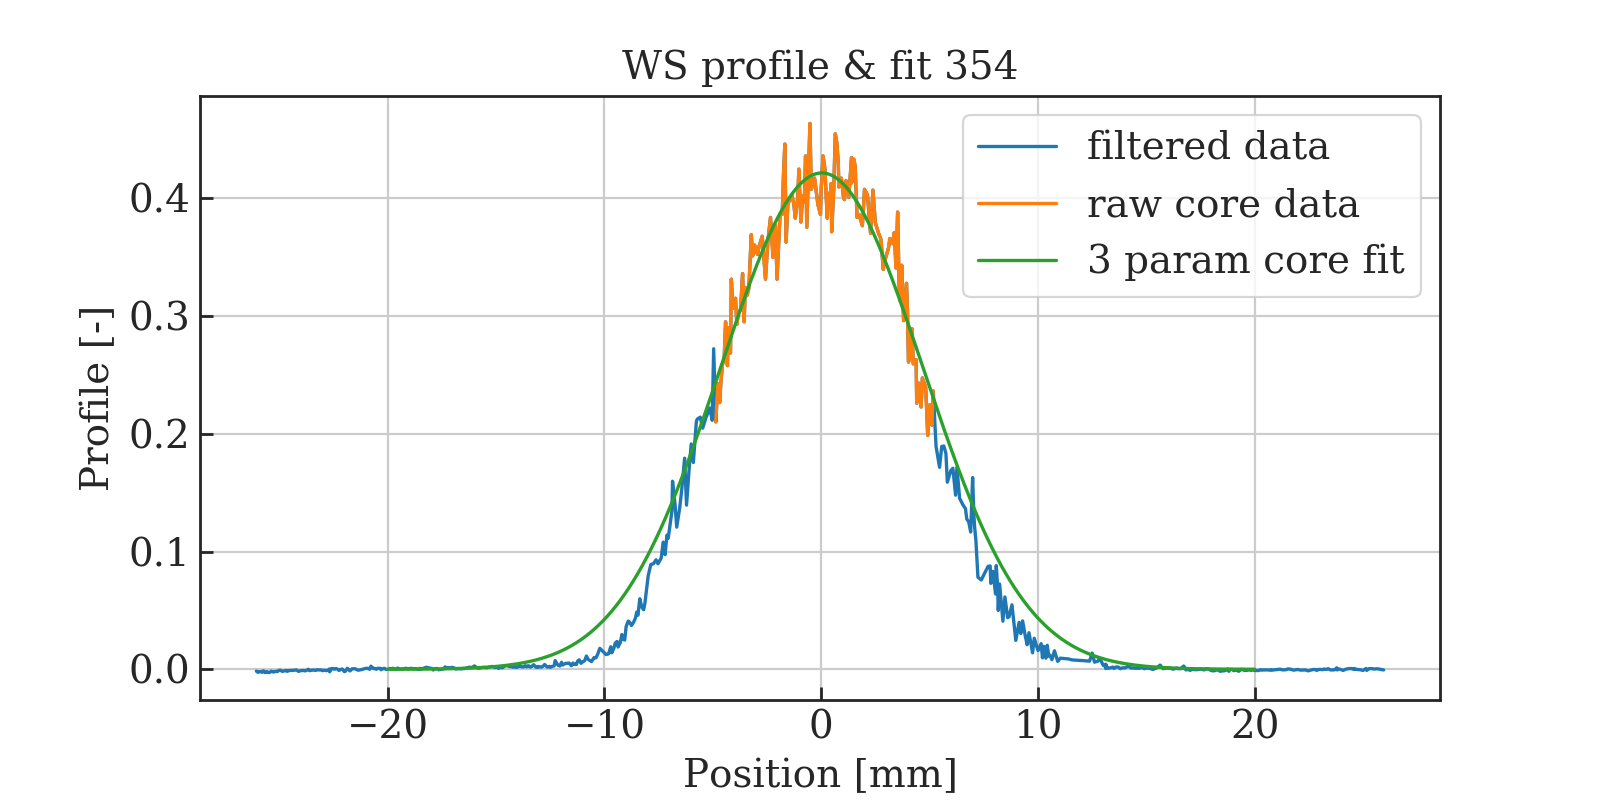 WS profile & fit 354
filtered data
raw core data
3 param core fit
Profile [-]
0.4
0.3
0.2
0.1
0.0
−20 −10 0 10 20
Position [mm]